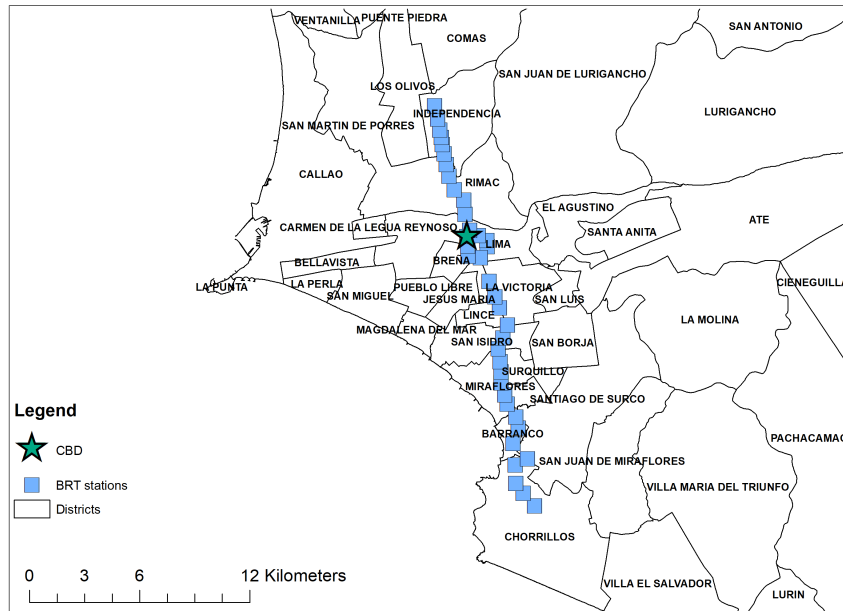 VENTANILLA
PUENTE PIEDRA
COMAS
SAN ANTONIO
SAN JUAN DE LURIGANCHO
LOS OLIVOS
INDEPENDENCIA
LURIGANCHO
SAN MARTIN DE PORRES
CALLAO
RIMAC
EL AGUSTINO
ATE
CARMEN DE LA LEGUA REYNOSO
SANTA ANITA
LIMA
BRENA
BELLAVISTA
CIENEGUILLA
LA PUNTA
LA PERLA
PUEBLO LIBRE
LA VICTORIA
SAN MIGUEL
JESUS MARIA
SAN LUIS
LINCE
LA MOLINA
MAGDALENA DEL MAR
SAN ISIDRO
SAN BORJA
SURQUILLO
MIRAFLORES
SANTIAGO DE SURCO
BARRANCO
PACHACAMAC
SAN JUAN DE MIRAFLORES
VILLA MARIA DEL TRIUNFO
CHORRILLOS
VILLA EL SALVADOR
LURIN
Legend
CBD
BRT stations
Districts
0 3 6 12 Kilometers